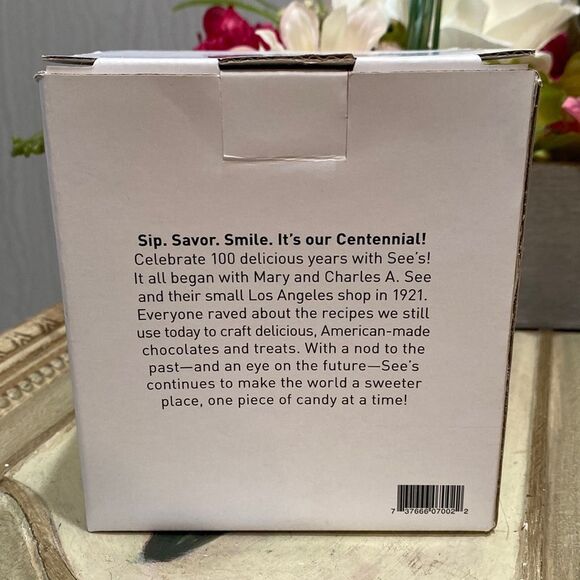 Sip. Savor. Smile. It's our Centennial!
Celebrate 100 delicious years with See's!
It all began with Mary and Charles A. See
and their small Los Angeles shop in 1921.
Everyone raved about the recipes we still
use today to craft delicious, American-made
chocolates and treats. With a nod to the
past—and an eye on the future—See's
continues to make the world a sweeter
place, one piece of candy at a time!
7 37666 07002 2